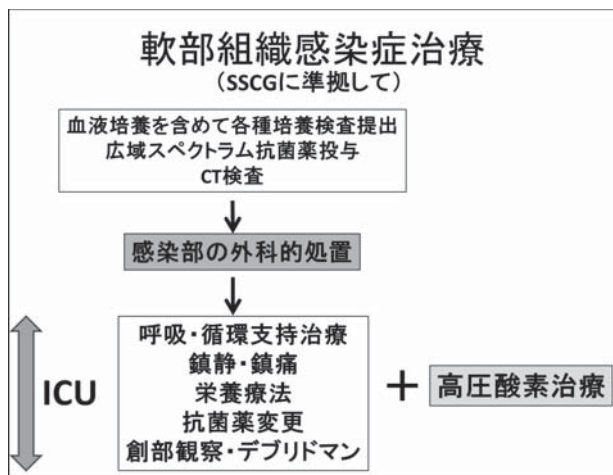 軟部組織感染症治療
(SSCGに準拠して)
血液培養を含めて各種培養検査提出
広域スペクトラム抗菌薬投与
CT検査
感染部の外科的処置
呼吸・循環支持治療
鎮静・鎮痛
栄養療法
抗菌薬変更
創部観察・デブリドマン
ICU
+
高圧酸素治療